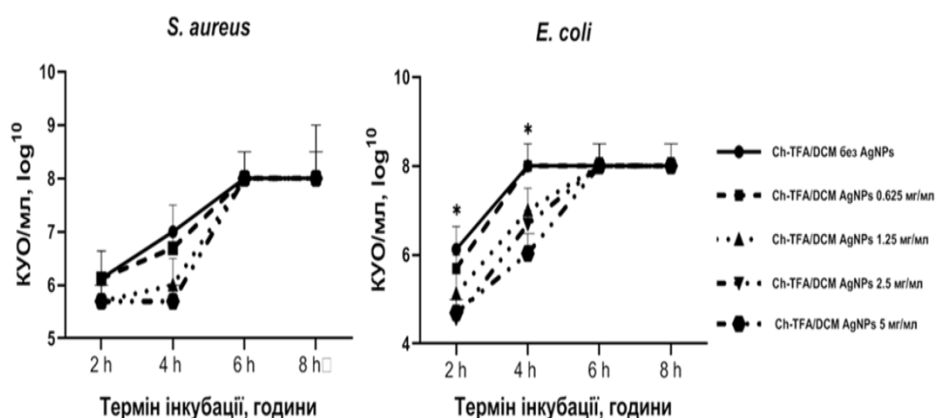 S. aureus
КУО/мл, log10
10
9
8
7
6
5
2 h
4 h
6 h
8 h
Термін інкубації, години
E. coli
КУО/мл, log10
10
8
6
4
*
*
2 h
4 h
6 h
8 h
Термін інкубації, години
Ch-TFA/DCM без AgNPs
Ch-TFA/DCM AgNPs 0.625 мг/мл
Ch-TFA/DCM AgNPs 1.25 мг/мл
Ch-TFA/DCM AgNPs 2.5 мг/мл
Ch-TFA/DCM AgNPs 5 мг/мл